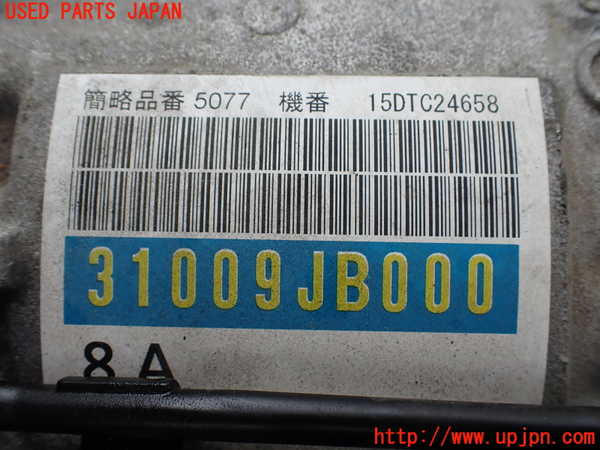 USED PARTS JAPAN
簡略品番 5077 機番 15DTC24658
31009JB000
8A
http://www.upjpn.com/